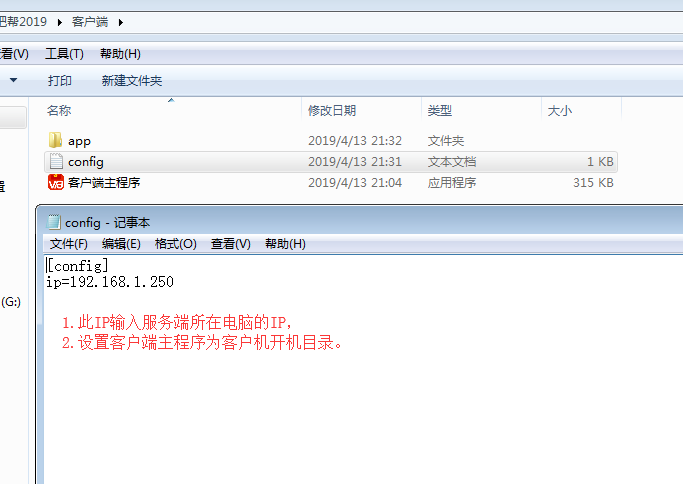 吧帮2019 ▸ 客户端 ▸
查看(V) 工具(T) 帮助(H)
打印 新建文件夹
名称 修改日期 类型 大小
app 2019/4/13 21:32 文件夹
config 2019/4/13 21:31 文本文档 1 KB
客户端主程序 2019/4/13 21:04 应用程序 315 KB
置
config - 记事本
文件(F) 编辑(E) 格式(O) 查看(V) 帮助(H)
[config]
ip=192.168.1.250
(G:)
1.此IP输入服务端所在电脑的IP,
2.设置客户端主程序为客户机开机目录。